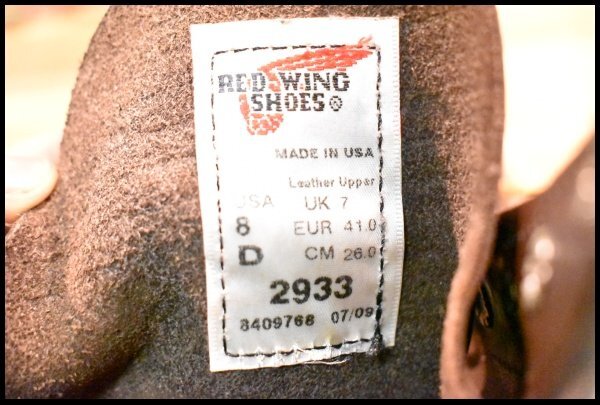 RED WING
SHOES ®
MADE IN USA
Leather Upper
USA UK 7
8 EUR 41.0
D CM 26.0
2933
8409768 07/09